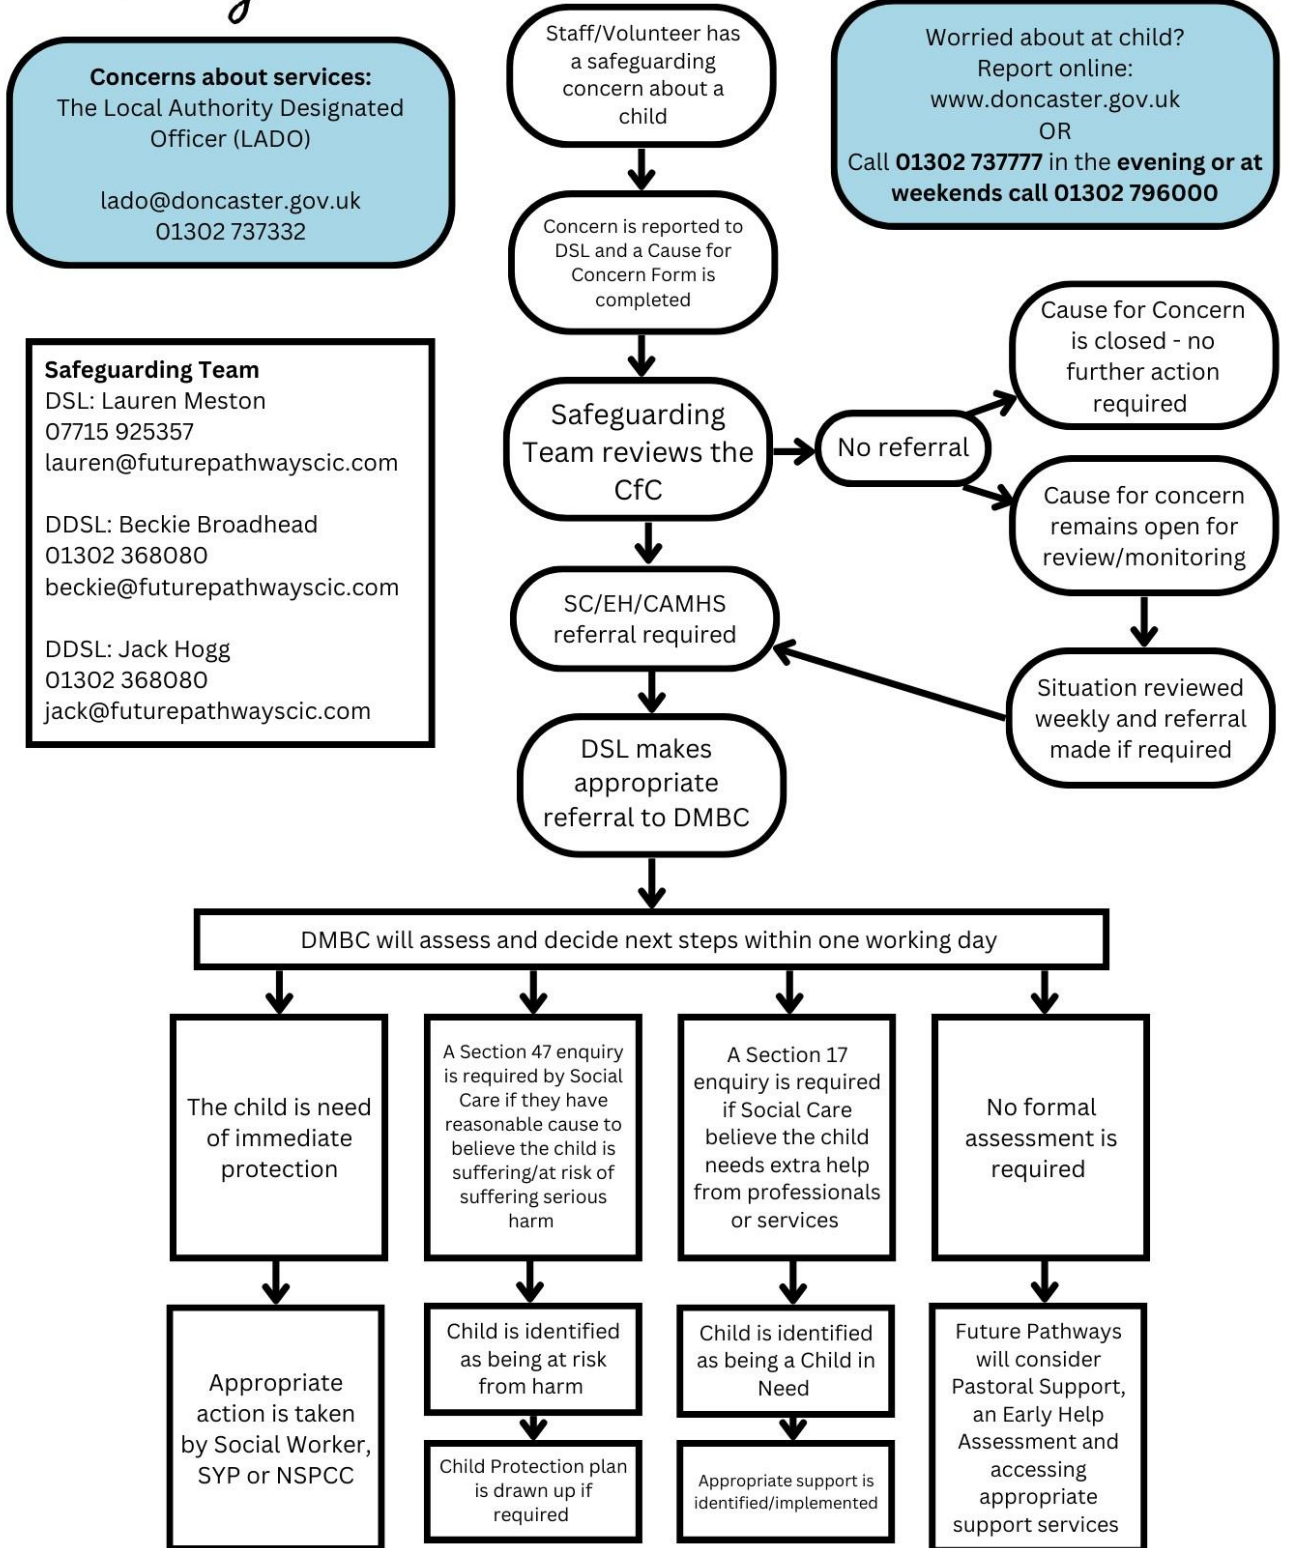 Concerns about services:
The Local Authority Designated
Officer (LADO)
lado@doncaster.gov.uk
01302 737332
Staff/Volunteer has
a safeguarding
concern about a
child
Worried about at child?
Report online:
www.doncaster.gov.uk
OR
Call 01302 737777 in the evening or at
weekends call 01302 796000
Concern is reported to
DSL and a Cause for
Concern Form is
completed
Safeguarding Team
DSL: Lauren Meston
07715 925357
lauren@futurepathwayscic.com
DDSL: Beckie Broadhead
01302 368080
beckie@futurepathwayscic.com
DDSL: Jack Hogg
01302 368080
jack@futurepathwayscic.com
Safeguarding
Team reviews the
CfC
No referral
Cause for Concern
is closed - no
further action
required
Cause for concern
remains open for
review/monitoring
Situation reviewed
weekly and referral
made if required
SC/EH/CAMHS
referral required
DSL makes
appropriate
referral to DMBC
DMBC will assess and decide next steps within one working day
The child is need
of immediate
protection
A Section 47 enquiry
is required by Social
Care if they have
reasonable cause to
believe the child is
suffering/at risk of
suffering serious
harm
A Section 17
enquiry is required
if Social Care
believe the child
needs extra help
from professionals
or services
No formal
assessment is
required
Appropriate
action is taken
by Social Worker,
SYP or NSPCC
Child is identified
as being at risk
from harm
Child Protection plan
is drawn up if
required
Child is identified
as being a Child in
Need
Appropriate support is
identified/implemented
Future Pathways
will consider
Pastoral Support,
an Early Help
Assessment and
accessing
appropriate
support services